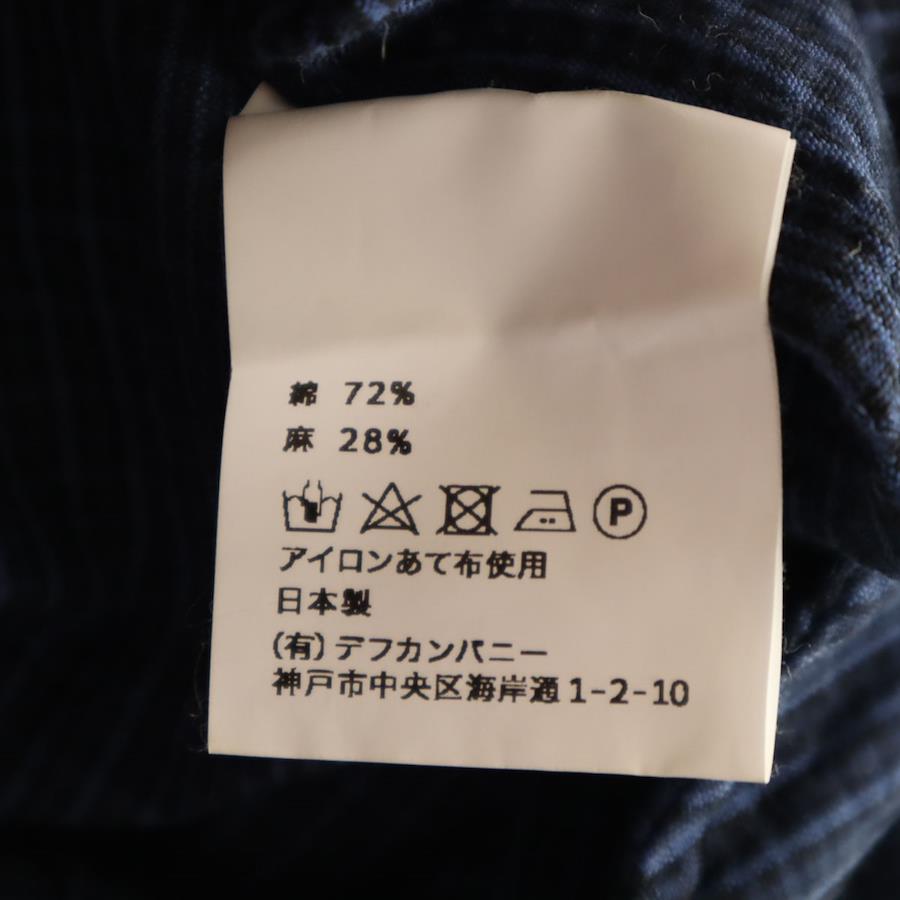 綿 72%
麻 28%
P
アイロンあて布使用
日本製
(有)デフカンパニー
神戸市中央区海岸通1-2-10